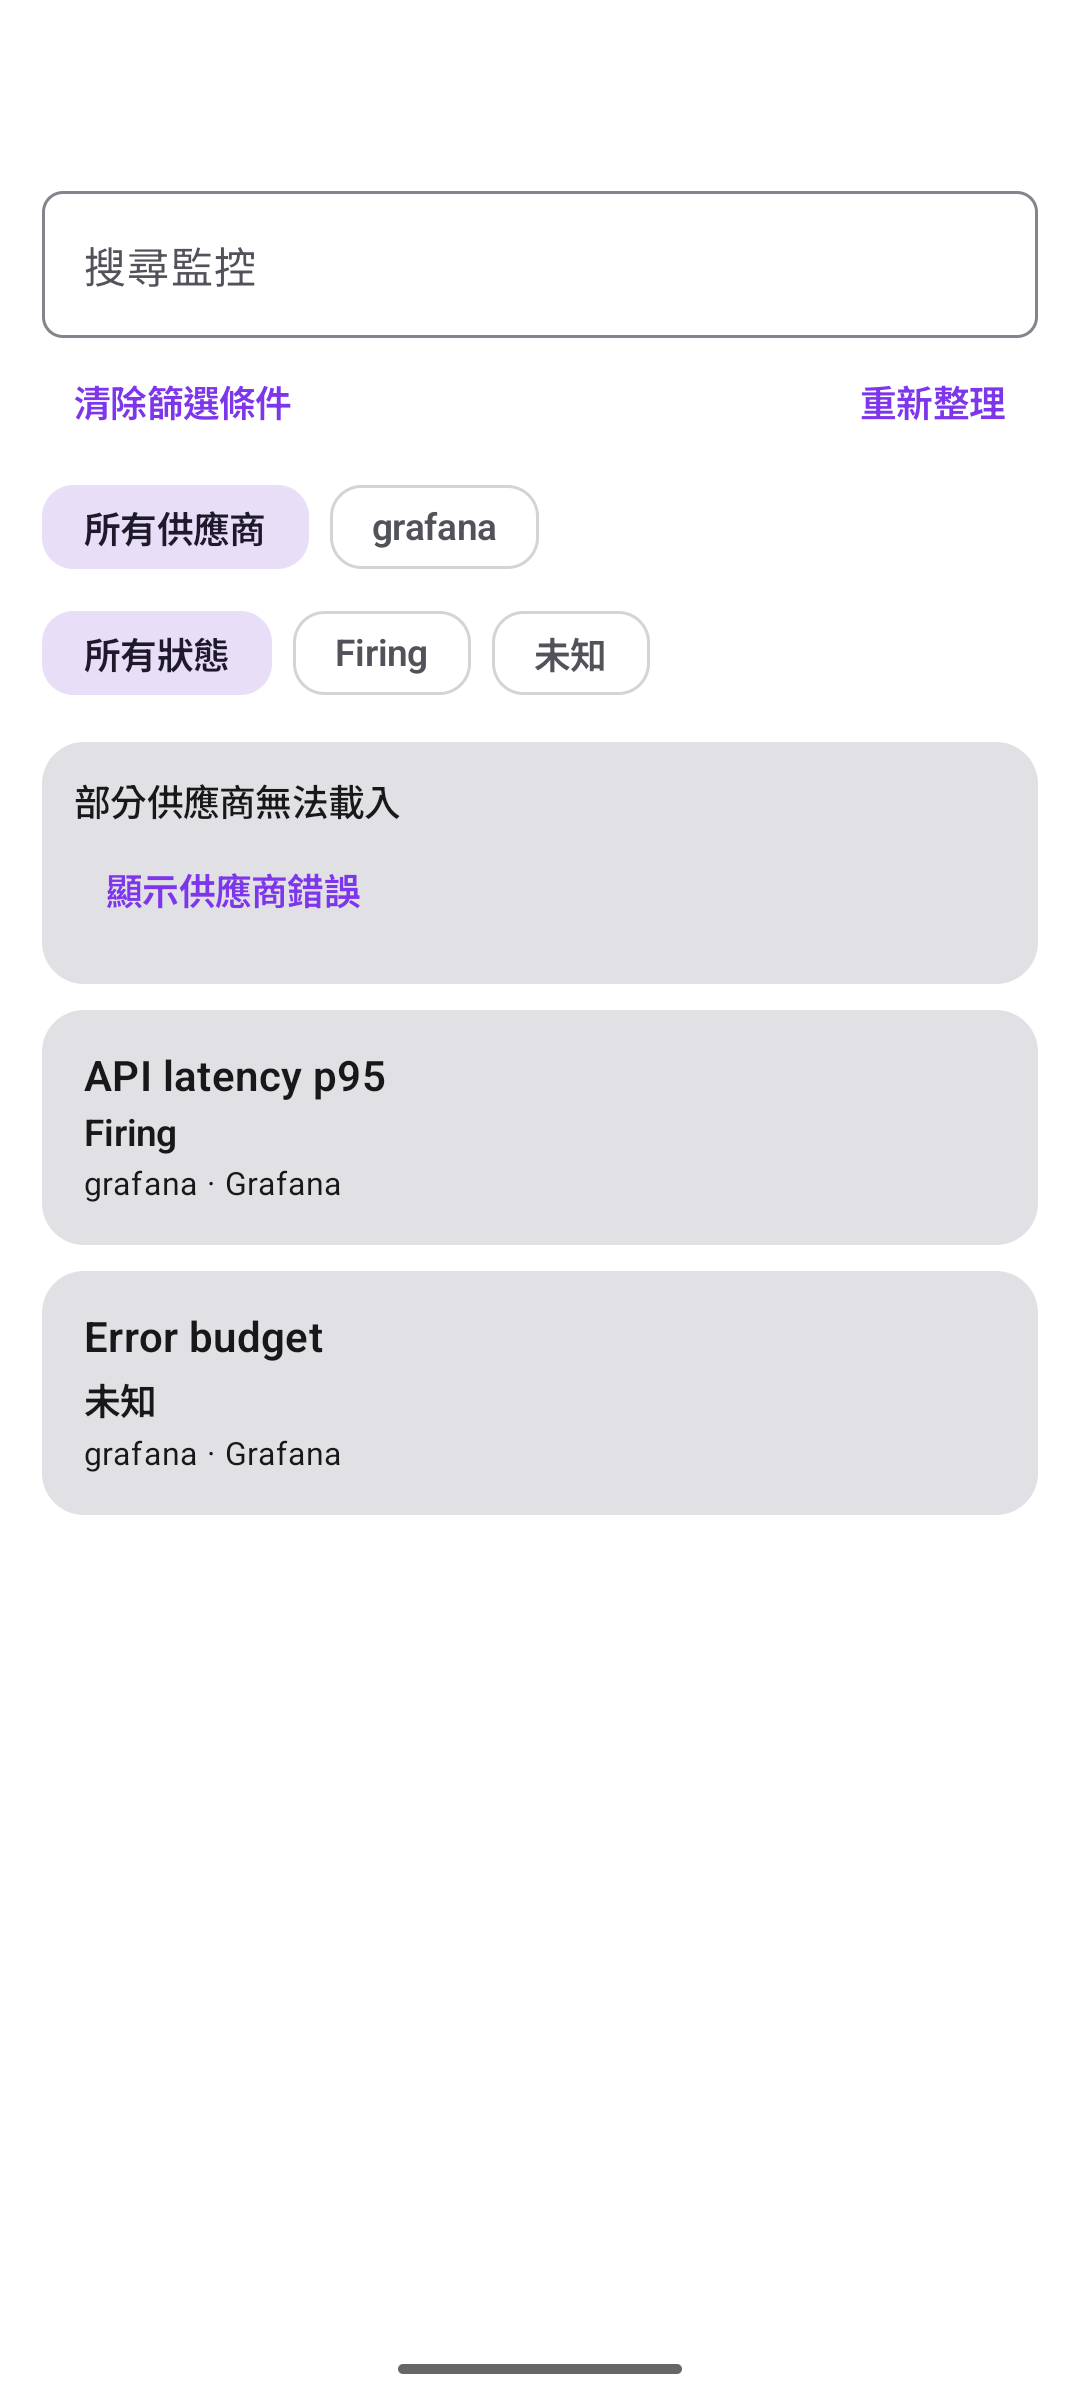 搜尋監控
清除篩選條件 重新整理
所有供應商 grafana
所有狀態 Firing 未知
部分供應商無法載入
顯示供應商錯誤
API latency p95
Firing
grafana · Grafana
Error budget
未知
grafana · Grafana